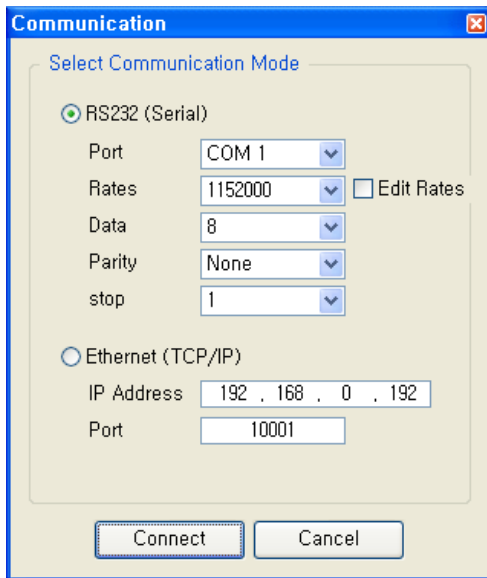 Communication
Select Communication Mode
RS232 (Serial)
Port COM 1
Rates 1152000 Edit Rates
Data 8
Parity None
stop 1
Ethernet (TCP/IP)
IP Address 192 . 168 . 0 . 192
Port 10001
Connect Cancel